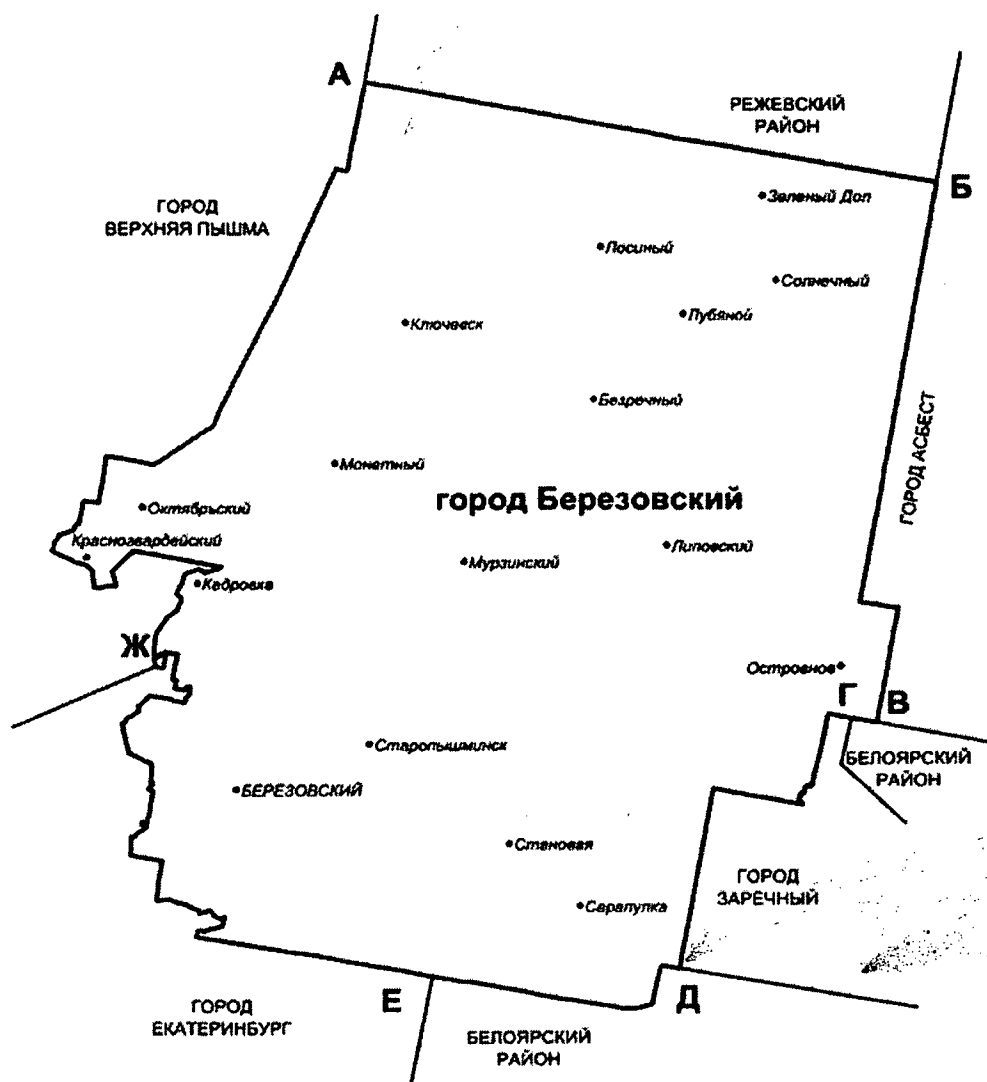 А
РЕЖЕВСКИЙ
РАЙОН
Б
Зеленый Дол
ГОРОД
ВЕРХНЯЯ ПЫШМА
Лосиный
Солнечный
Лубяной
Ключевск
Безречный
ГОРОД АСБЕСТ
Монетный
город Березовский
Октябрьский
Красногвардейский
Липовский
Мурзинский
Кедровка
Ж
Островное
Г
В
Старопышминск
БЕЛОЯРСКИЙ
РАЙОН
БЕРЕЗОВСКИЙ
Становая
ГОРОД
ЗАРЕЧНЫЙ
Сарапулка
Е
Д
ГОРОД
ЕКАТЕРИНБУРГ
БЕЛОЯРСКИЙ
РАЙОН